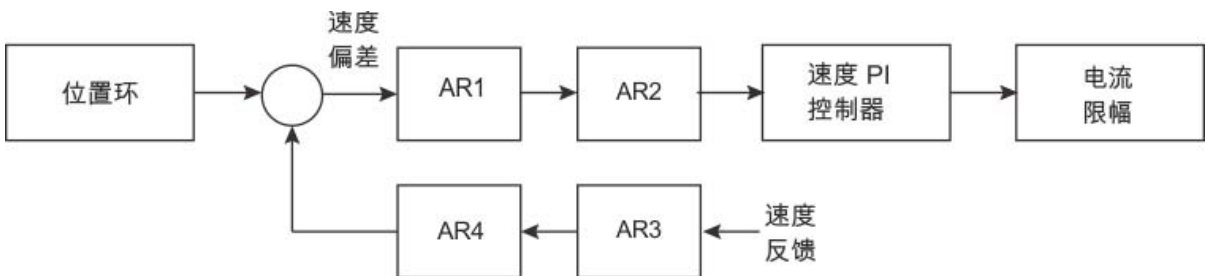 速度
偏差
位置环
AR1
AR2
速度 PI
控制器
电流
限幅
AR4
AR3
速度
反馈